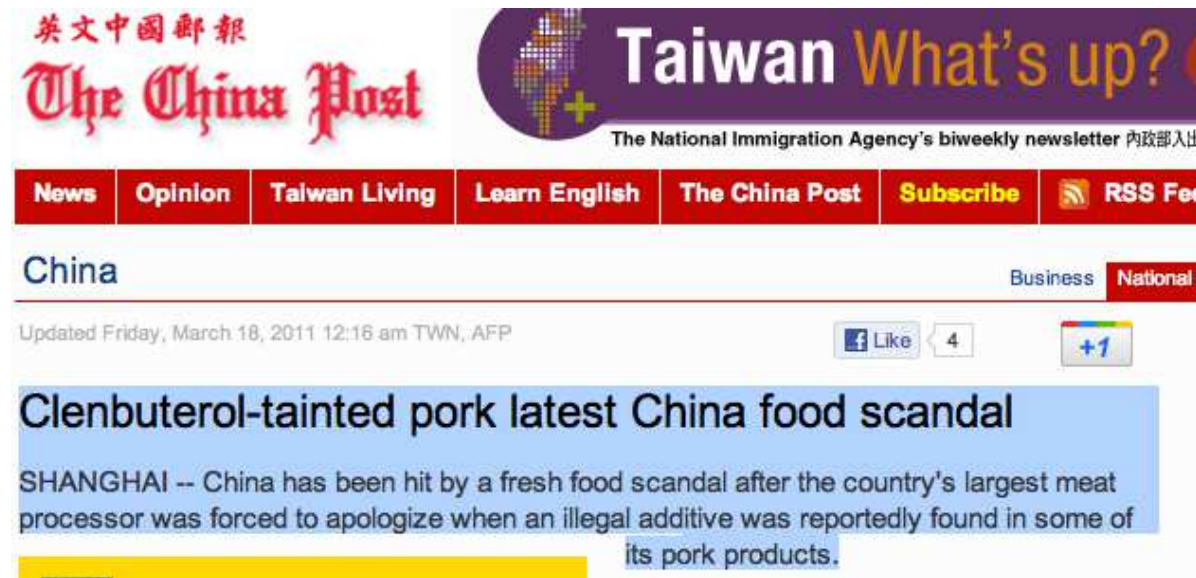 英文中國郵報
The China Post
Taiwan What's up?
The National Immigration Agency's biweekly newsletter 內政部入出
News Opinion Taiwan Living Learn English The China Post Subscribe RSS Fee
China
Business National
Updated Friday, March 18, 2011 12:16 am TWN, AFP
Like 4 +1
Clenbuterol-tainted pork latest China food scandal
SHANGHAI -- China has been hit by a fresh food scandal after the country's largest meat
processor was forced to apologize when an illegal additive was reportedly found in some of
its pork products.